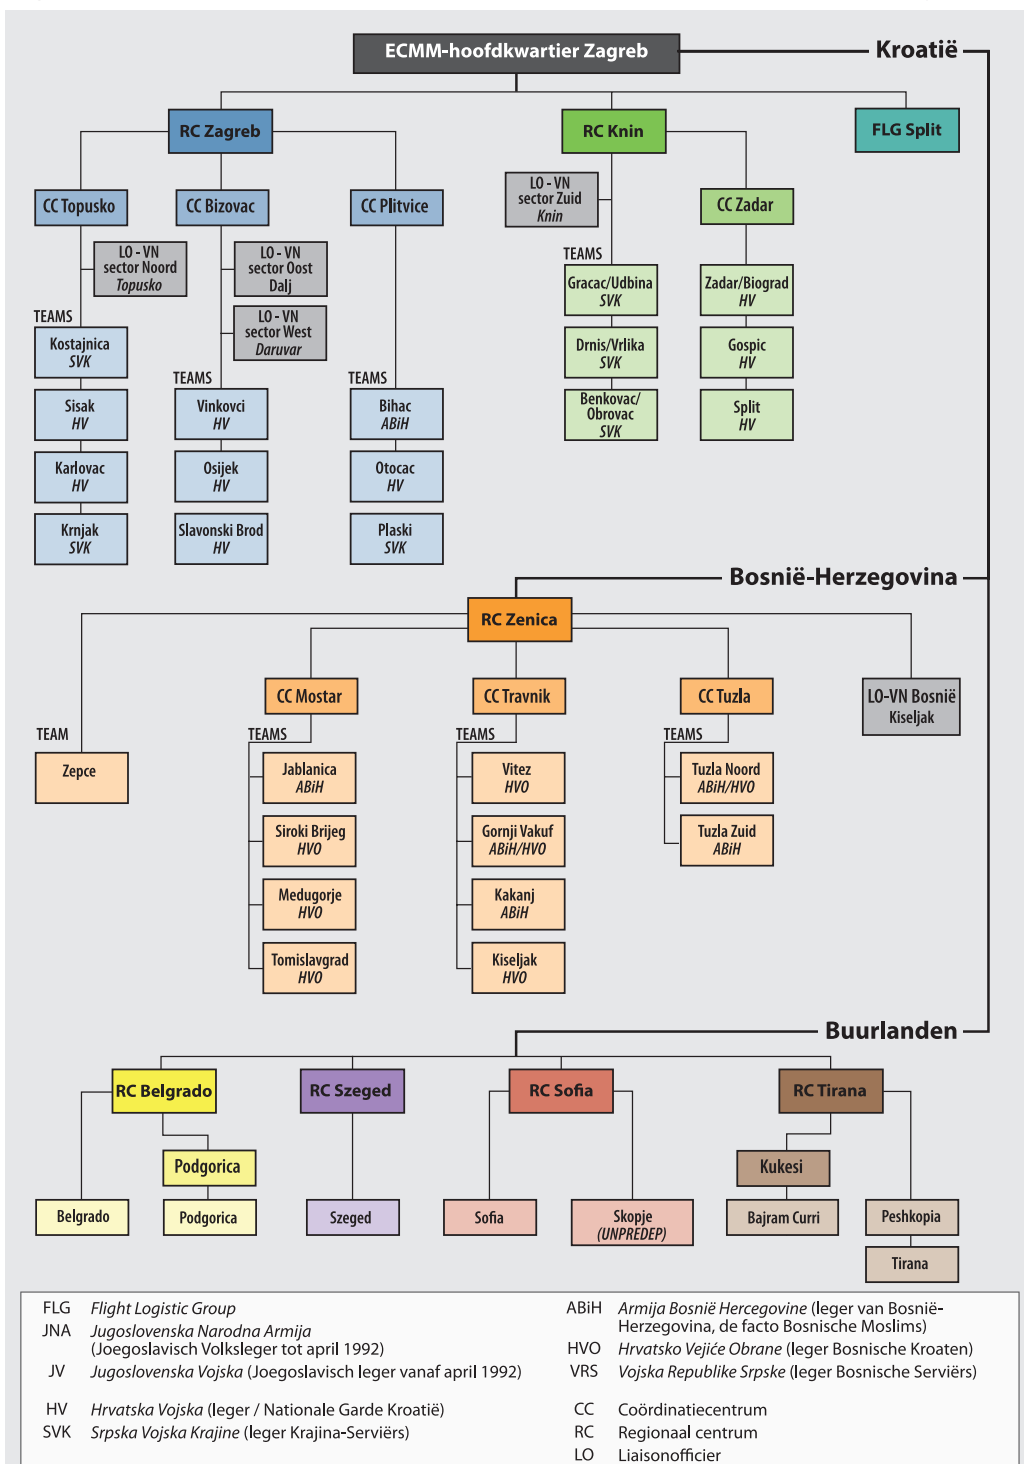 ECMM-hoofdkwartier Zagreb
Kroatië
RC Zagreb
RC Knin
FLG Split
CC Topusko
CC Bizovac
CC Plitvice
LO - VN
sector Zuid
Knin
CC Zadar
LO - VN
sector Noord
Topusko
LO - VN
sector Oost
Dalj
LO - VN
sector West
Daruvar
TEAMS
Kostajnica
SVK
Sisak
HV
Karlovac
HV
Krnjak
SVK
TEAMS
Vinkovci
HV
Osijek
HV
Slavonski Brod
HV
TEAMS
Bihac
ABiH
Otocac
HV
Plaski
SVK
TEAMS
Gracac/Udbina
SVK
Drnis/Vrlika
SVK
Benkovac/
Obrovac
SVK
Zadar/Biograd
HV
Gospic
HV
Split
HV
Bosnië-Herzegovina
RC Zenica
CC Mostar
CC Travnik
CC Tuzla
LO-VN Bosnië
Kiseljak
TEAM
Zepce
TEAMS
Jablanica
ABiH
Siroki Brijeg
HVO
Medugorje
HVO
Tomislavgrad
HVO
TEAMS
Vitez
HVO
Gornji Vakuf
ABiH/HVO
Kakanj
ABiH
Kiseljak
HVO
TEAMS
Tuzla Noord
ABiH/HVO
Tuzla Zuid
ABiH
Buurlanden
RC Belgrado
RC Szeged
RC Sofia
RC Tirana
Podgorica
Kukesi
Belgrado
Podgorica
Szeged
Sofia
Skopje
(UNPREDEP)
Bajram Curri
Peshkopia
Tirana
FLG Flight Logistic Group
JNA Jugoslovenska Narodna Armija
(Joegoslavisch Volksleger tot april 1992)
JV Jugoslovenska Vojska (Joegoslavisch leger vanaf april 1992)
HV Hrvatska Vojska (leger / Nationale Garde Kroatië)
SVK Srpska Vojska Krajine (leger Krajina-Serviërs)
ABiH Armija Bosnië Hercegovine (leger van Bosnië-
Herzegovina, de facto Bosnische Moslims)
HVO Hrvatsko Vejiće Obrane (leger Bosnische Kroaten)
VRS Vojska Republike Srpske (leger Bosnische Serviërs)
CC Coördinatiecentrum
RC Regionaal centrum
LO Liaisonofficier